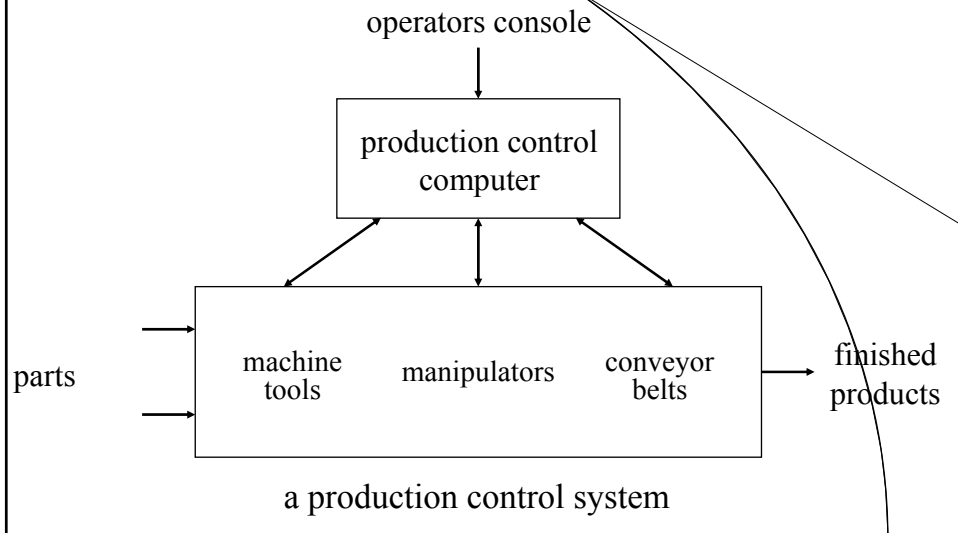 operators console
production control
computer
machine
tools
manipulators
conveyor
belts
parts
finished
products
a production control system